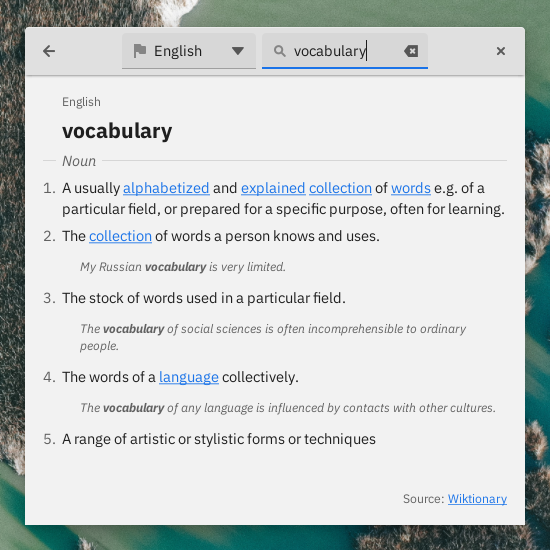 English
vocabulary
English
vocabulary
Noun
1. A usually alphabetized and explained collection of words e.g. of a
particular field, or prepared for a specific purpose, often for learning.
2. The collection of words a person knows and uses.
My Russian vocabulary is very limited.
3. The stock of words used in a particular field.
The vocabulary of social sciences is often incomprehensible to ordinary
people.
4. The words of a language collectively.
The vocabulary of any language is influenced by contacts with other cultures.
5. A range of artistic or stylistic forms or techniques
Source: Wiktionary